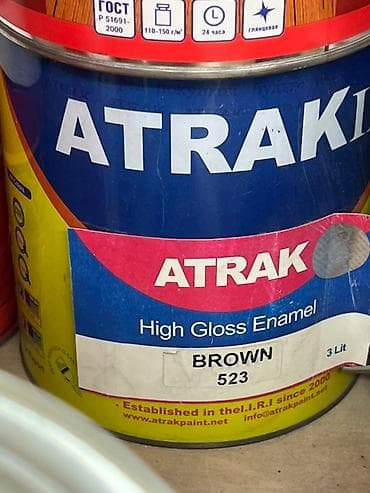 ГОСТ
Р 51691-
2000
110-150 г/м²
24 часа
глянцевая
ATRAK
ATRAK
High Gloss Enamel
BROWN
523
3 Lit
Established in theI.R.I since 2000
www.atrakpaint.net info@atrakpaint.net